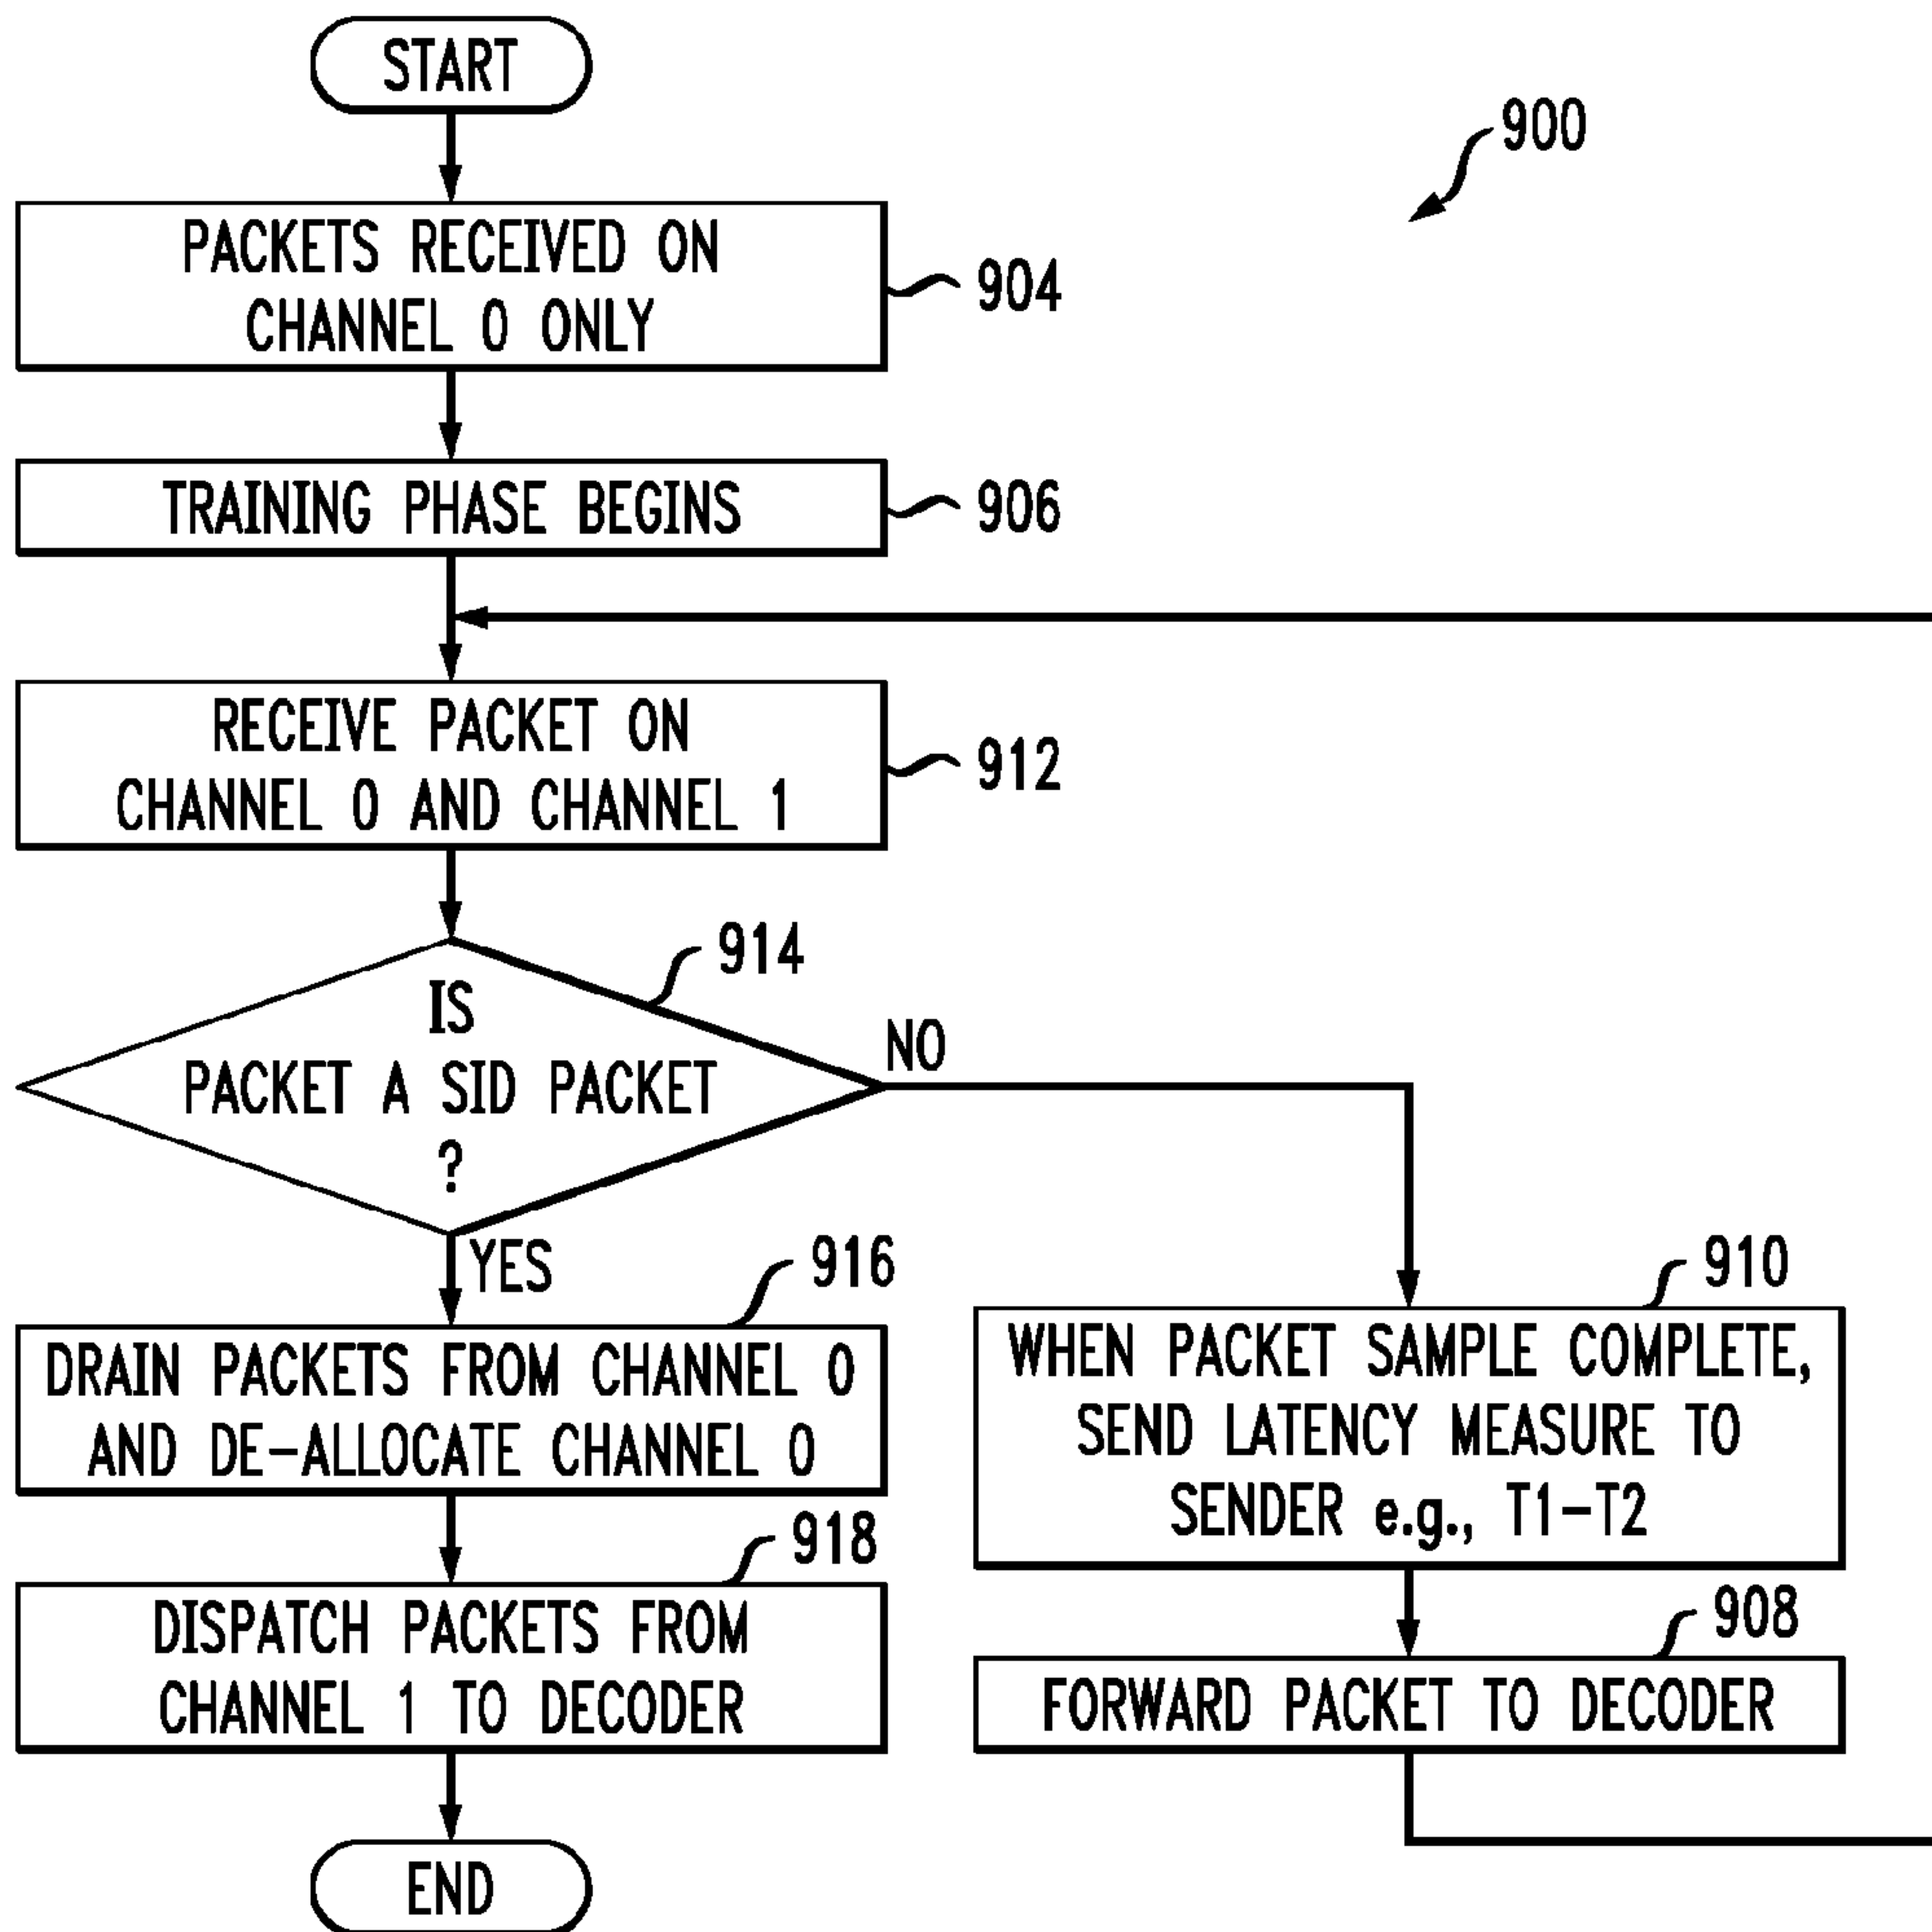 START
900
PACKETS RECEIVED ON
CHANNEL 0 ONLY
904
TRAINING PHASE BEGINS
906
RECEIVE PACKET ON
CHANNEL 0 AND CHANNEL 1
912
914
IS
PACKET A SID PACKET
?
NO
YES
916
DRAIN PACKETS FROM CHANNEL 0
AND DE-ALLOCATE CHANNEL 0
918
DISPATCH PACKETS FROM
CHANNEL 1 TO DECODER
END
910
WHEN PACKET SAMPLE COMPLETE,
SEND LATENCY MEASURE TO
SENDER e.g., T1-T2
908
FORWARD PACKET TO DECODER